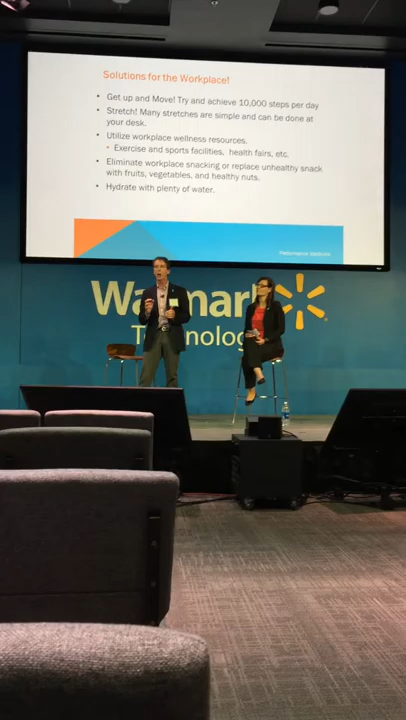 Solutions for the Workplace!
• Get up and Move! Try and achieve 10,000 steps per day
• Stretch! Many stretches are simple and can be done at
your desk.
• Utilize workplace wellness resources.
• Exercise and sports facilities, health fairs, etc.
• Eliminate workplace snacking or replace unhealthy snack
with fruits, vegetables, and healthy nuts.
• Hydrate with plenty of water.
Walmart
Technology